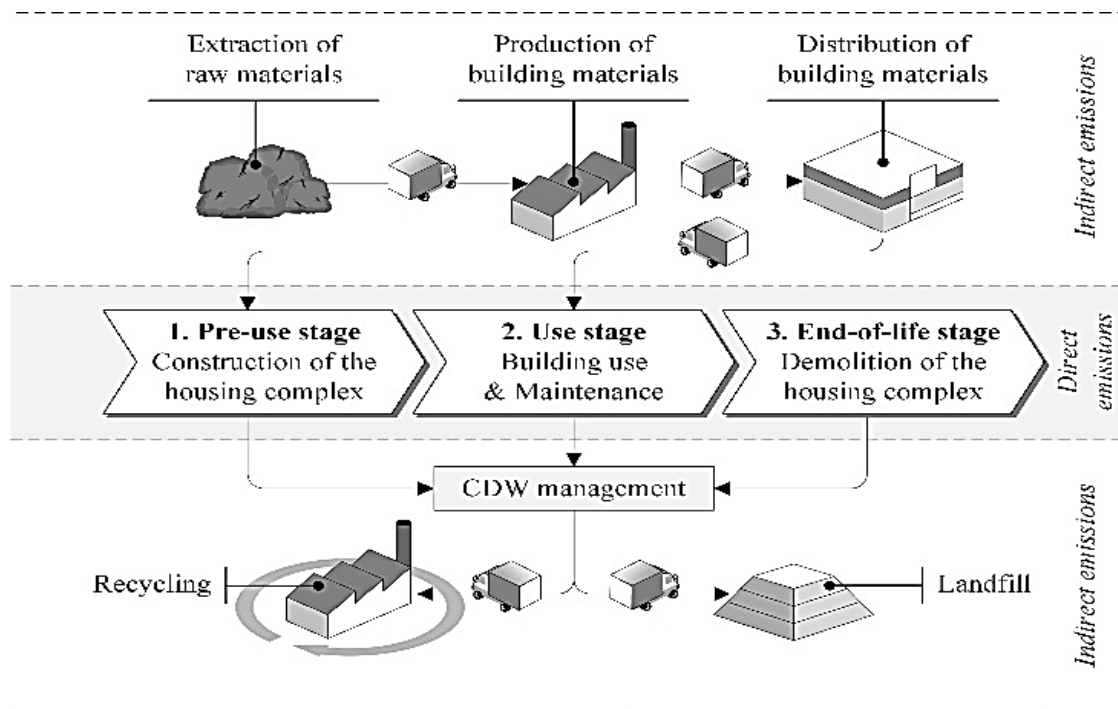 Extraction of
raw materials
Production of
building materials
Distribution of
building materials
Indirect emissions
1. Pre-use stage
Construction of the
housing complex
2. Use stage
Building use
& Maintenance
3. End-of-life stage
Demolition of the
housing complex
Direct
emissions
CDW management
Recycling
Landfill
Indirect emissions